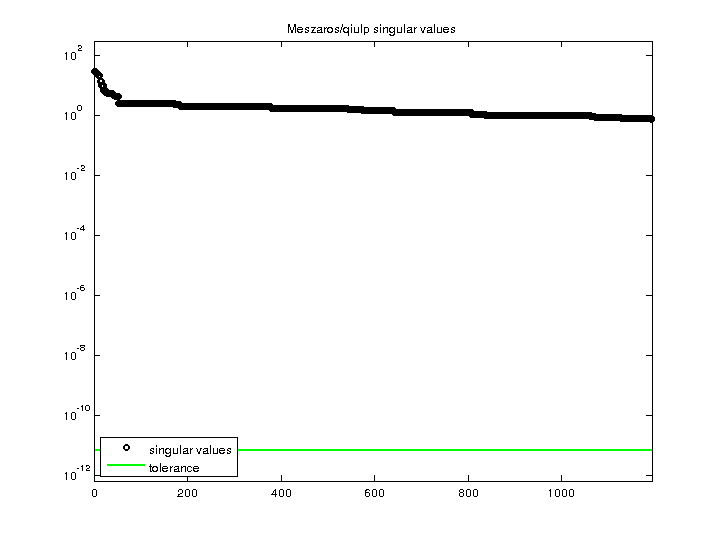 Meszaros/qiulp singular values
10^2
10^0
10^-2
10^-4
10^-6
10^-8
10^-10
10^-12
singular values
tolerance
0 200 400 600 800 1000